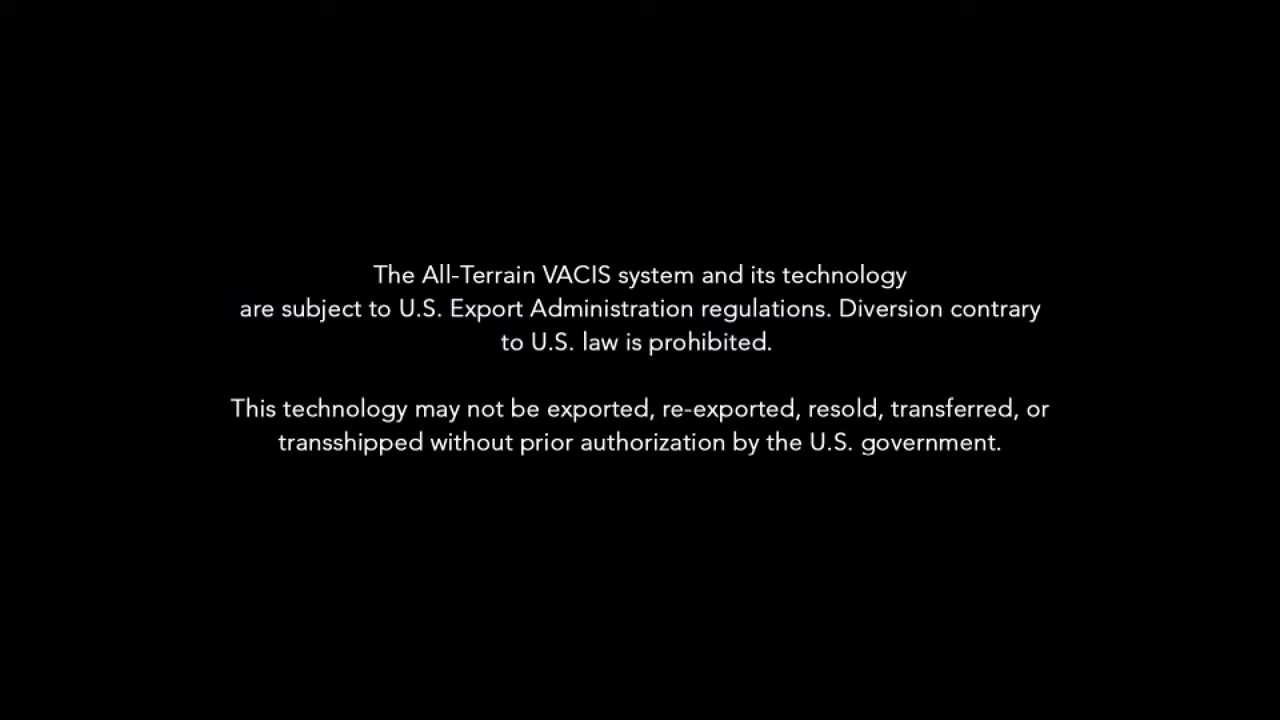 The All-Terrain VACIS system and its technology
are subject to U.S. Export Administration regulations. Diversion contrary
to U.S. law is prohibited.
This technology may not be exported, re-exported, resold, transferred, or
transshipped without prior authorization by the U.S. government.